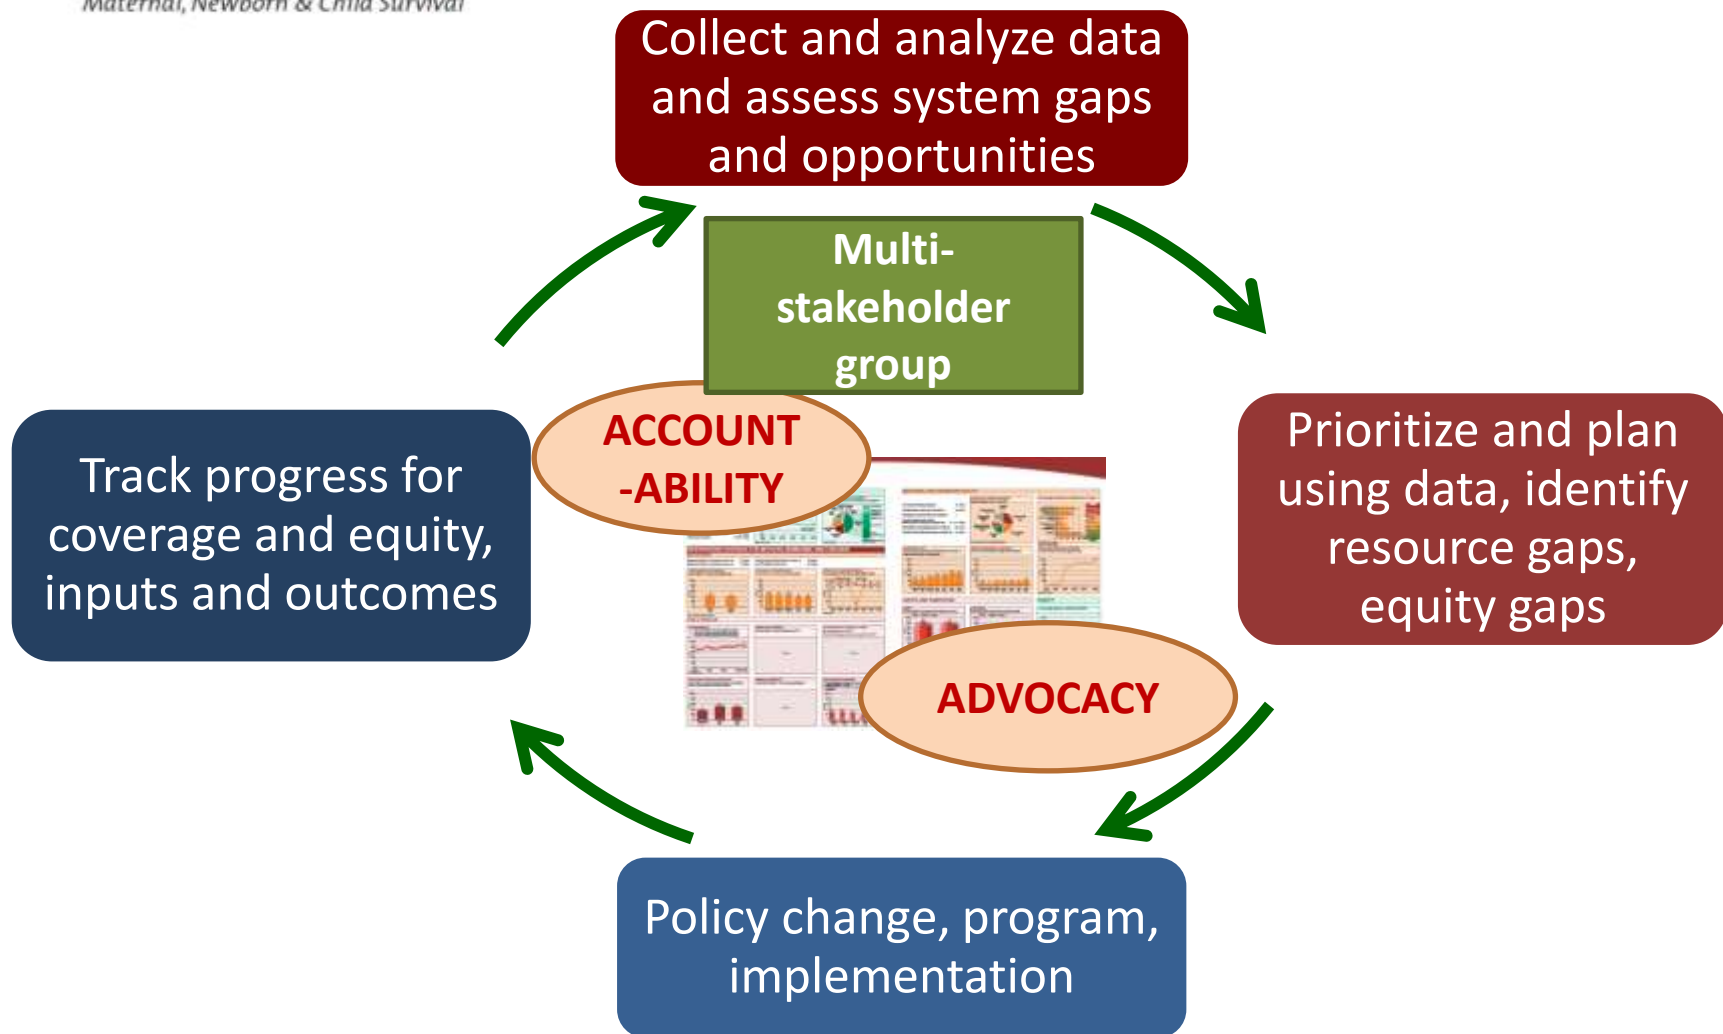 Maternal, Newborn & Child Survival
Collect and analyze data
and assess system gaps
and opportunities
Multi-
stakeholder
group
ACCOUNT
-ABILITY
Track progress for
coverage and equity,
inputs and outcomes
Prioritize and plan
using data, identify
resource gaps,
equity gaps
ADVOCACY
Policy change, program,
implementation